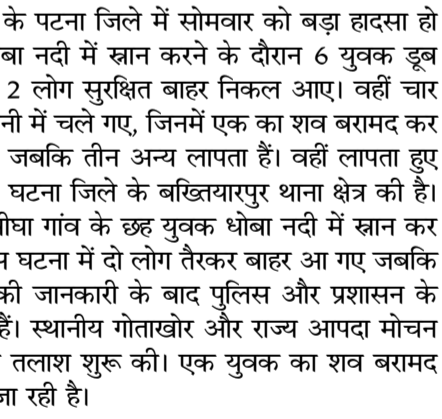 के पटना जिले में सोमवार को बड़ा हादसा हो
बा नदी में स्नान करने के दौरान 6 युवक डूब
2 लोग सुरक्षित बाहर निकल आए। वहीं चार
नी में चले गए, जिनमें एक का शव बरामद कर
जबकि तीन अन्य लापता हैं। वहीं लापता हुए
घटना जिले के बख्तियारपुर थाना क्षेत्र की है।
ीघा गांव के छह युवक धोबा नदी में स्नान कर
घटना में दो लोग तैरकर बाहर आ गए जबकि
की जानकारी के बाद पुलिस और प्रशासन के
हैं। स्थानीय गोताखोर और राज्य आपदा मोचन
तलाश शुरू की। एक युवक का शव बरामद
जा रही है।